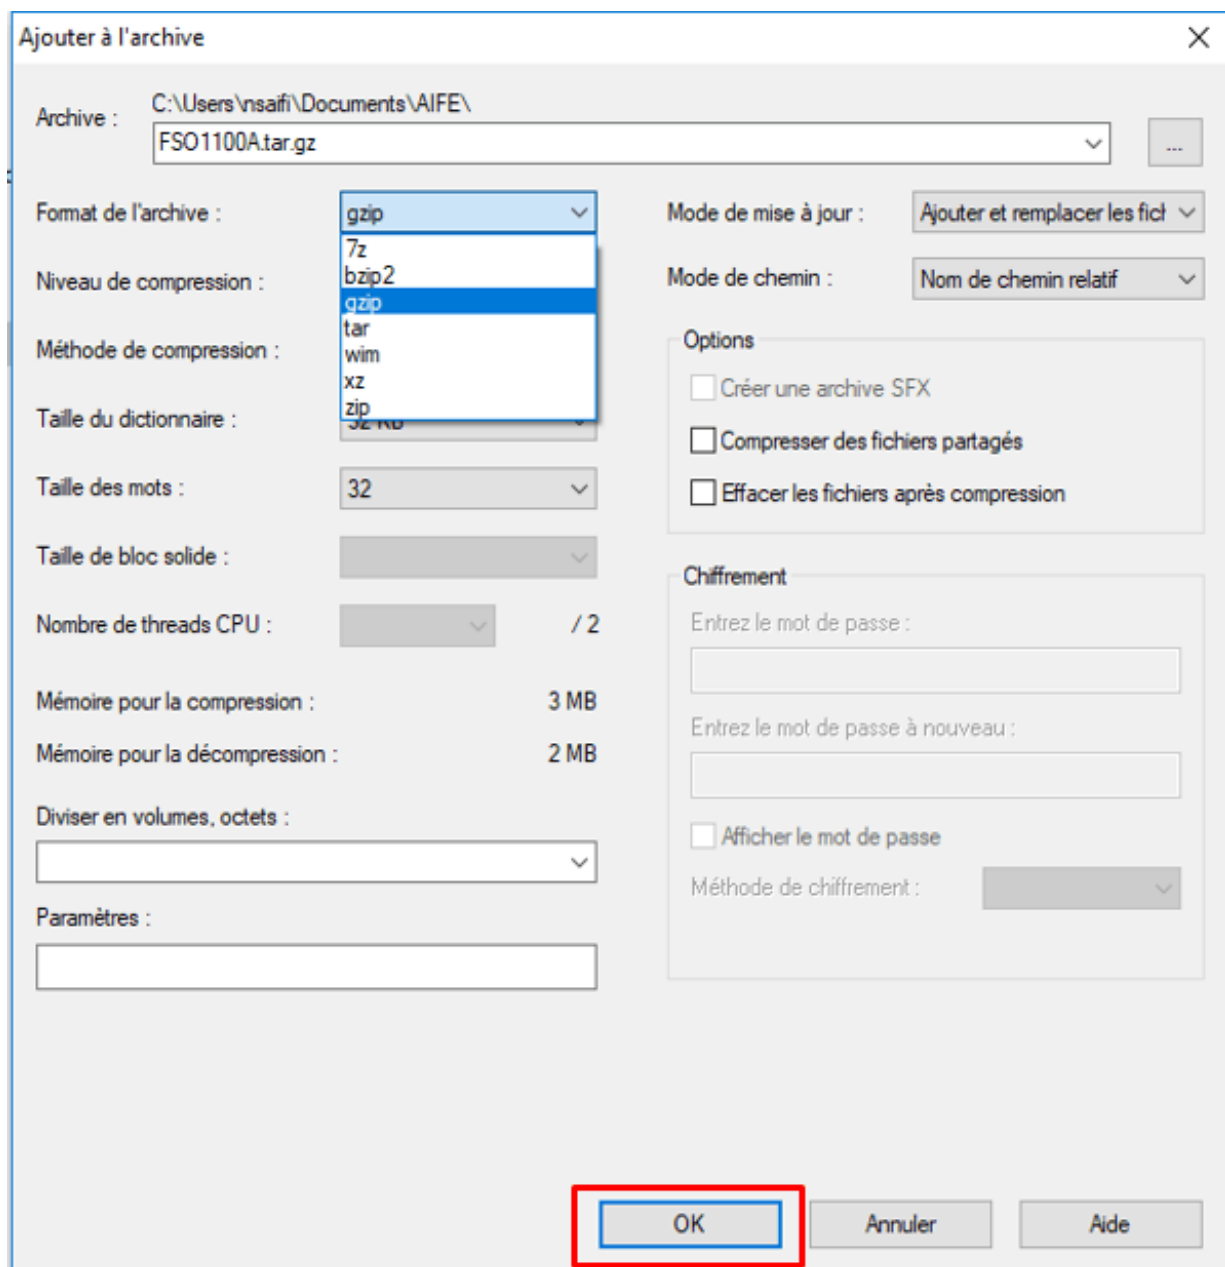 Ajouter à l'archive
Archive :
C:\Users\nsaifi\Documents\AIFE\
FSO1100A.tar.gz
...
Format de l'archive :
gzip
7z
bzip2
gzip
tar
wim
xz
zip
Niveau de compression :
Méthode de compression :
Taille du dictionnaire :
32 KB
Taille des mots :
32
Taille de bloc solide :
Nombre de threads CPU :
/ 2
Mémoire pour la compression :
3 MB
Mémoire pour la décompression :
2 MB
Diviser en volumes, octets :
Paramètres :
Mode de mise à jour :
Ajouter et remplacer les fich
Mode de chemin :
Nom de chemin relatif
Options
Créer une archive SFX
Compresser des fichiers partagés
Effacer les fichiers après compression
Chiffrement
Entrez le mot de passe :
Entrez le mot de passe à nouveau :
Afficher le mot de passe
Méthode de chiffrement :
OK
Annuler
Aide